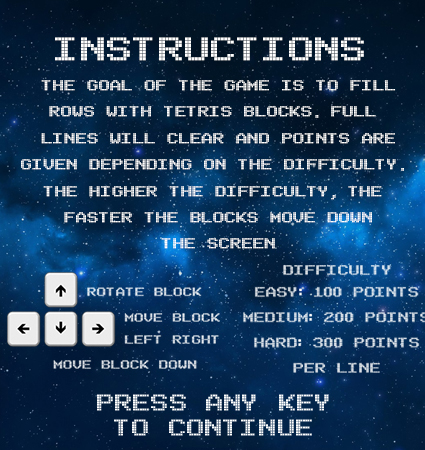 INSTRUCTIONS
THE GOAL OF THE GAME IS TO FILL
ROWS WITH TETRIS BLOCKS. FULL
LINES WILL CLEAR AND POINTS ARE
GIVEN DEPENDING ON THE DIFFICULTY.
THE HIGHER THE DIFFICULTY, THE
FASTER THE BLOCKS MOVE DOWN
THE SCREEN
↑ ROTATE BLOCK
← ↓ → MOVE BLOCK
LEFT RIGHT
MOVE BLOCK DOWN
DIFFICULTY
EASY: 100 POINTS
MEDIUM: 200 POINTS
HARD: 300 POINTS
PER LINE
PRESS ANY KEY
TO CONTINUE